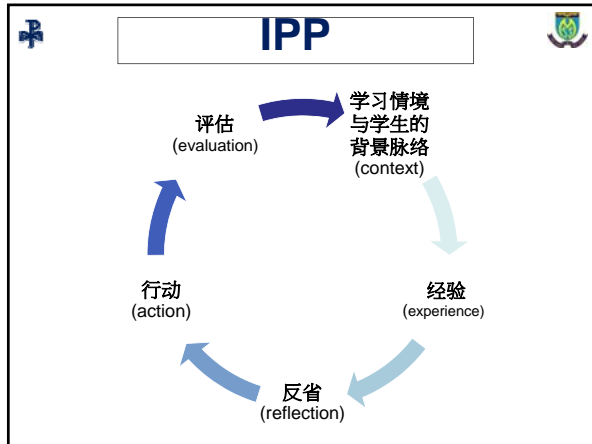 IPP
学习情境
与学生的
背景脉络
(context)
经验
(experience)
反省
(reflection)
行动
(action)
评估
(evaluation)